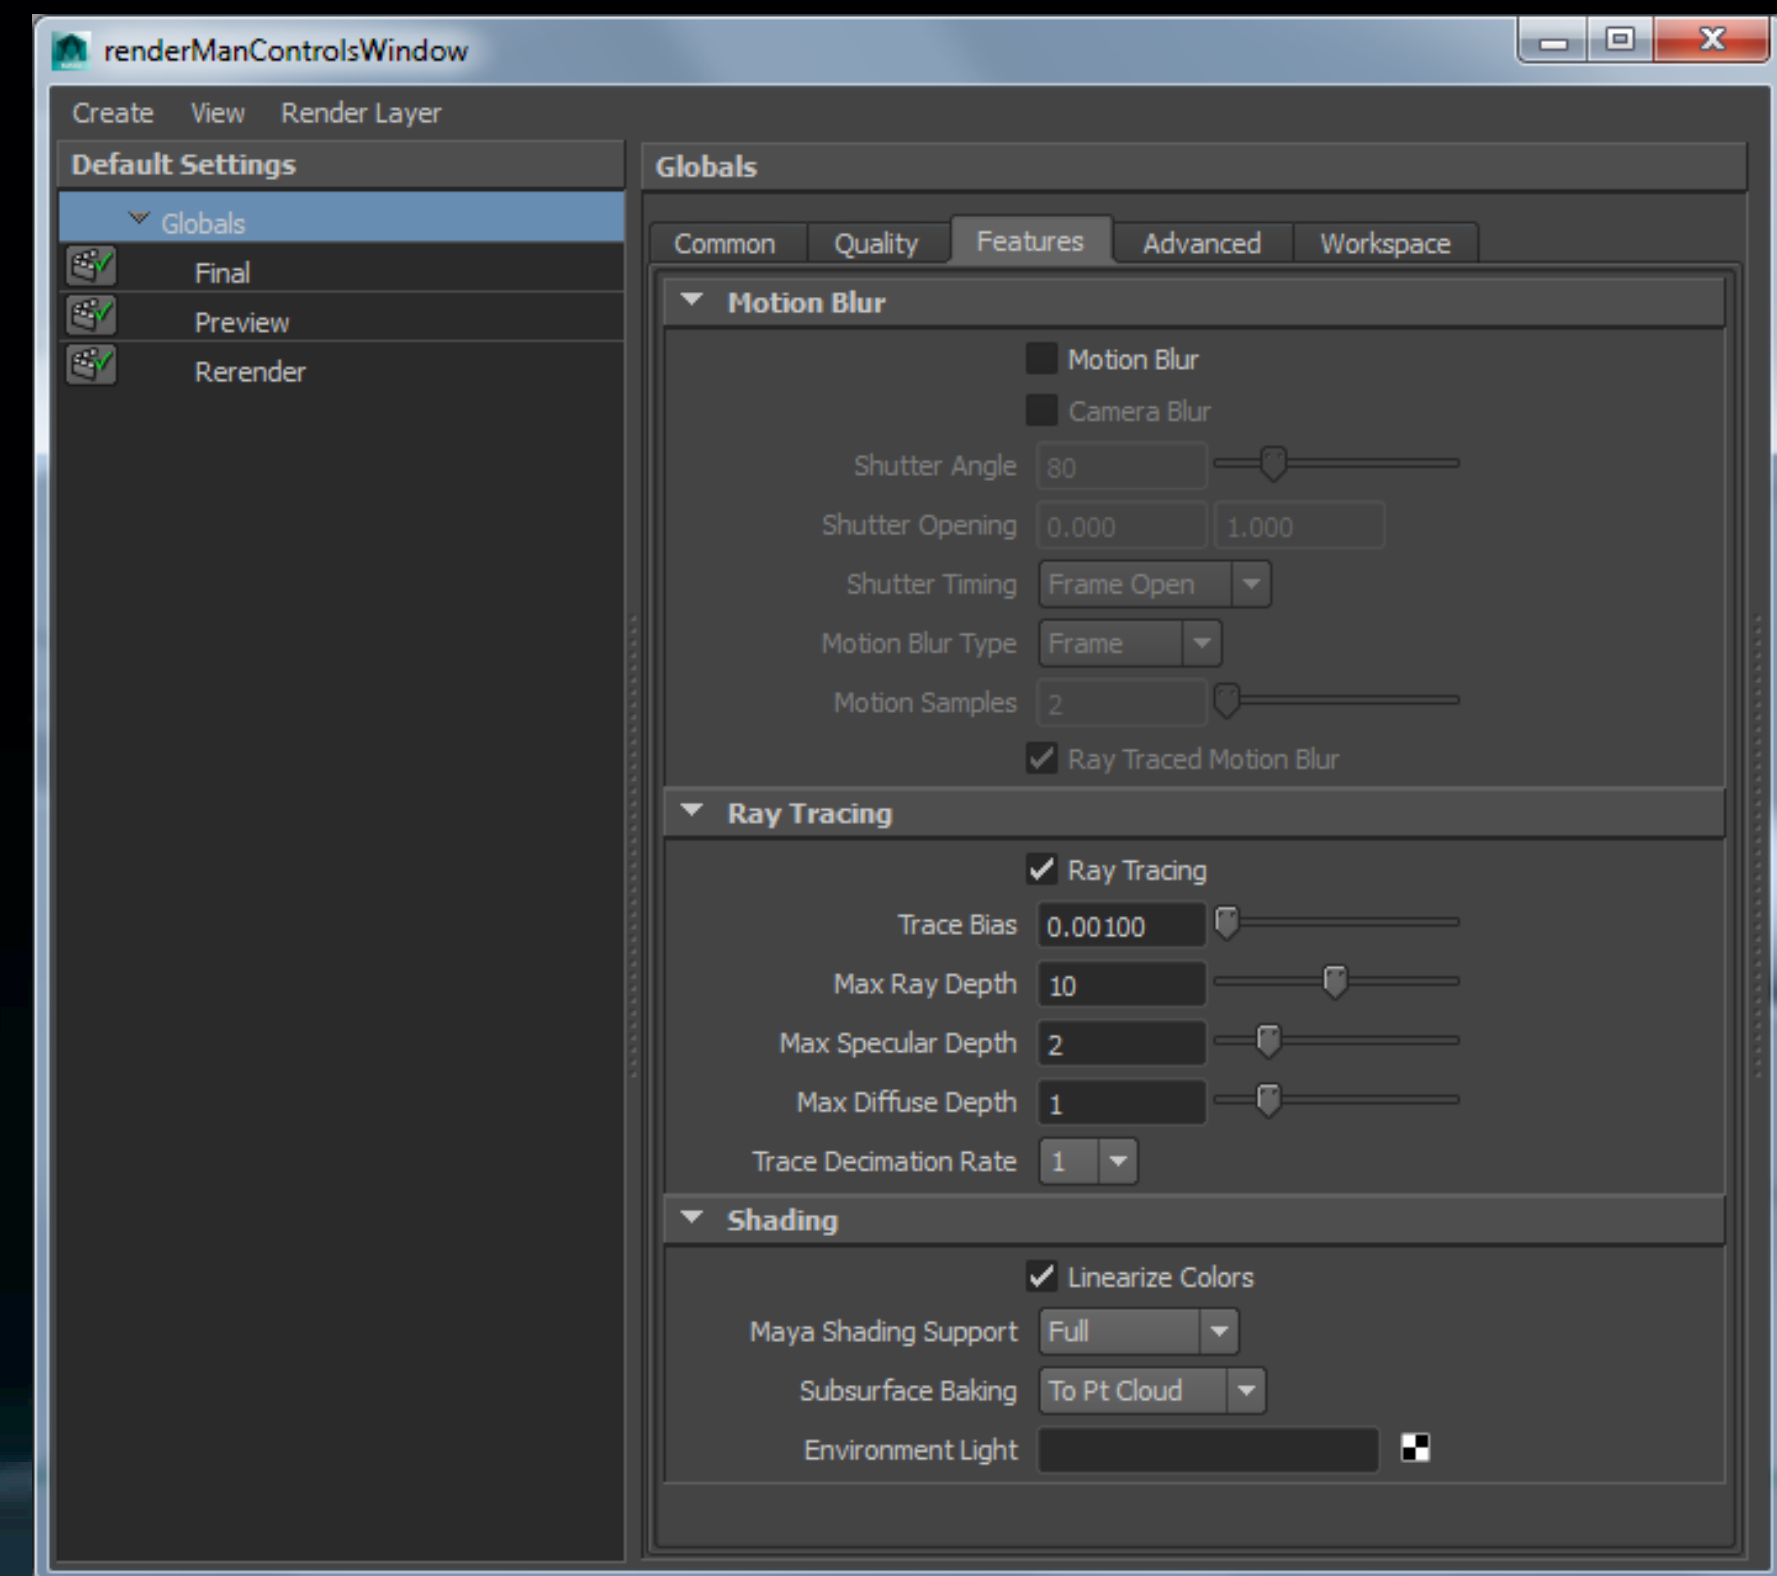 renderManControlsWindow
Create View Render Layer
Default Settings
Globals
Final
Preview
Rerender
Globals
Common Quality Features Advanced Workspace
Motion Blur
Motion Blur
Camera Blur
Shutter Angle 80
Shutter Opening 0.000 1.000
Shutter Timing Frame Open
Motion Blur Type Frame
Motion Samples 2
Ray Traced Motion Blur
Ray Tracing
Ray Tracing
Trace Bias 0.00100
Max Ray Depth 10
Max Specular Depth 2
Max Diffuse Depth 1
Trace Decimation Rate 1
Shading
Linearize Colors
Maya Shading Support Full
Subsurface Baking To Pt Cloud
Environment Light